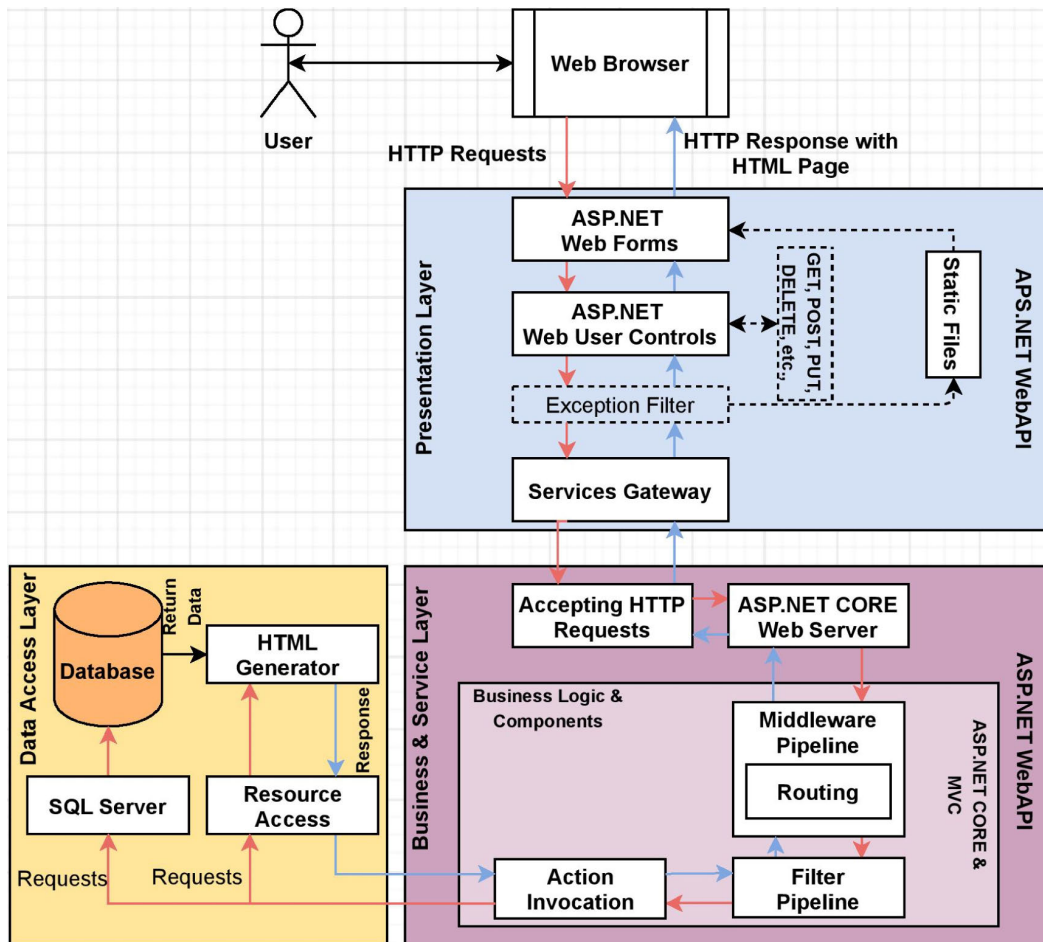 Web Browser
User
HTTP Requests
HTTP Response with
HTML Page
Presentation Layer
ASP.NET
Web Forms
ASP.NET
Web User Controls
GET, POST, PUT,
DELETE, etc.,
Static Files
APS.NET WebAPI
Exception Filter
Services Gateway
Data Access Layer
Database
Return
Data
HTML
Generator
Response
SQL Server
Resource
Access
Requests
Requests
Business & Service Layer
Accepting HTTP
Requests
ASP.NET CORE
Web Server
ASP.NET WebAPI
Business Logic &
Components
Middleware
Pipeline
Routing
ASP.NET CORE &
MVC
Action
Invocation
Filter
Pipeline